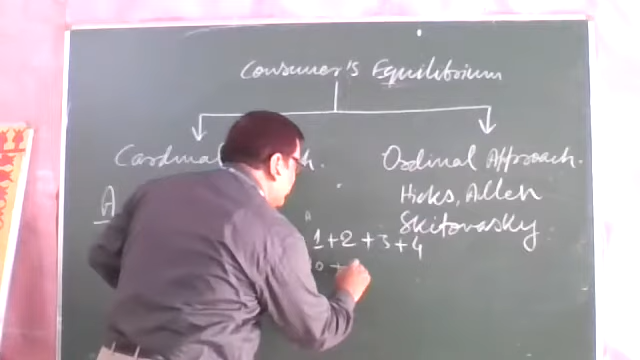 Consumer's Equilibrium
Cardinal
Ordinal Approach.
A
Hicks, Allen
Skitovasky
1+2+3+4